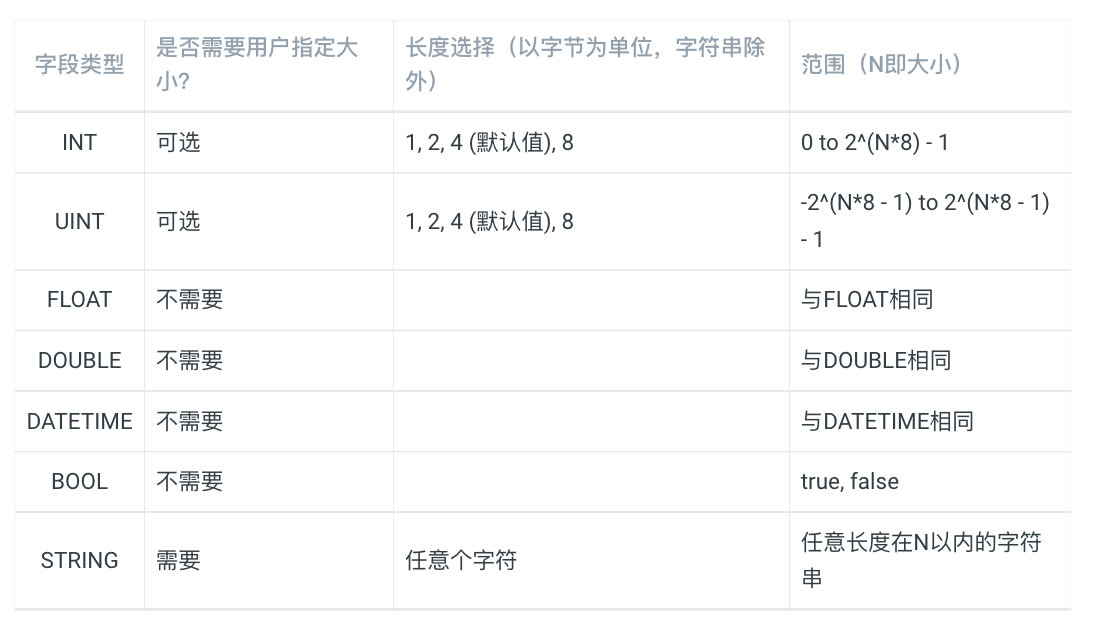 字段类型
是否需要用户指定大
小?
长度选择（以字节为单位，字符串除
外）
范围（N即大小）
INT
可选
1, 2, 4 (默认值), 8
0 to 2^(N*8) - 1
UINT
可选
1, 2, 4 (默认值), 8
-2^(N*8 - 1) to 2^(N*8 - 1)
- 1
FLOAT
不需要
与FLOAT相同
DOUBLE
不需要
与DOUBLE相同
DATETIME
不需要
与DATETIME相同
BOOL
不需要
true, false
STRING
需要
任意个字符
任意长度在N以内的字符
串